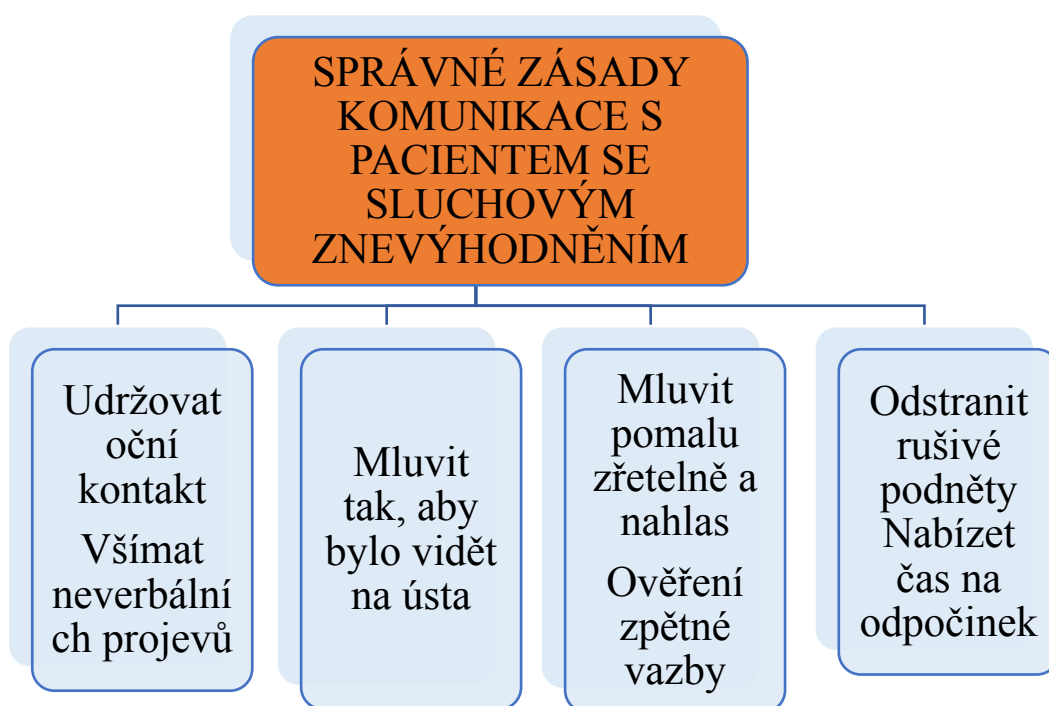 SPRÁVNÉ ZÁSADY
KOMUNIKACE S
PACIENTEM SE
SLUCHOVÝM
ZNEVÝHODNĚNÍM
Udržovat
oční
kontakt
Všímat
neverbální
ch projevů
Mluvit
tak, aby
bylo vidět
na ústa
Mluvit
pomalu
zřetelně a
nahlas
Ověření
zpětné
vazby
Odstranit
rušivé
podněty
Nabízet
čas na
odpočinek